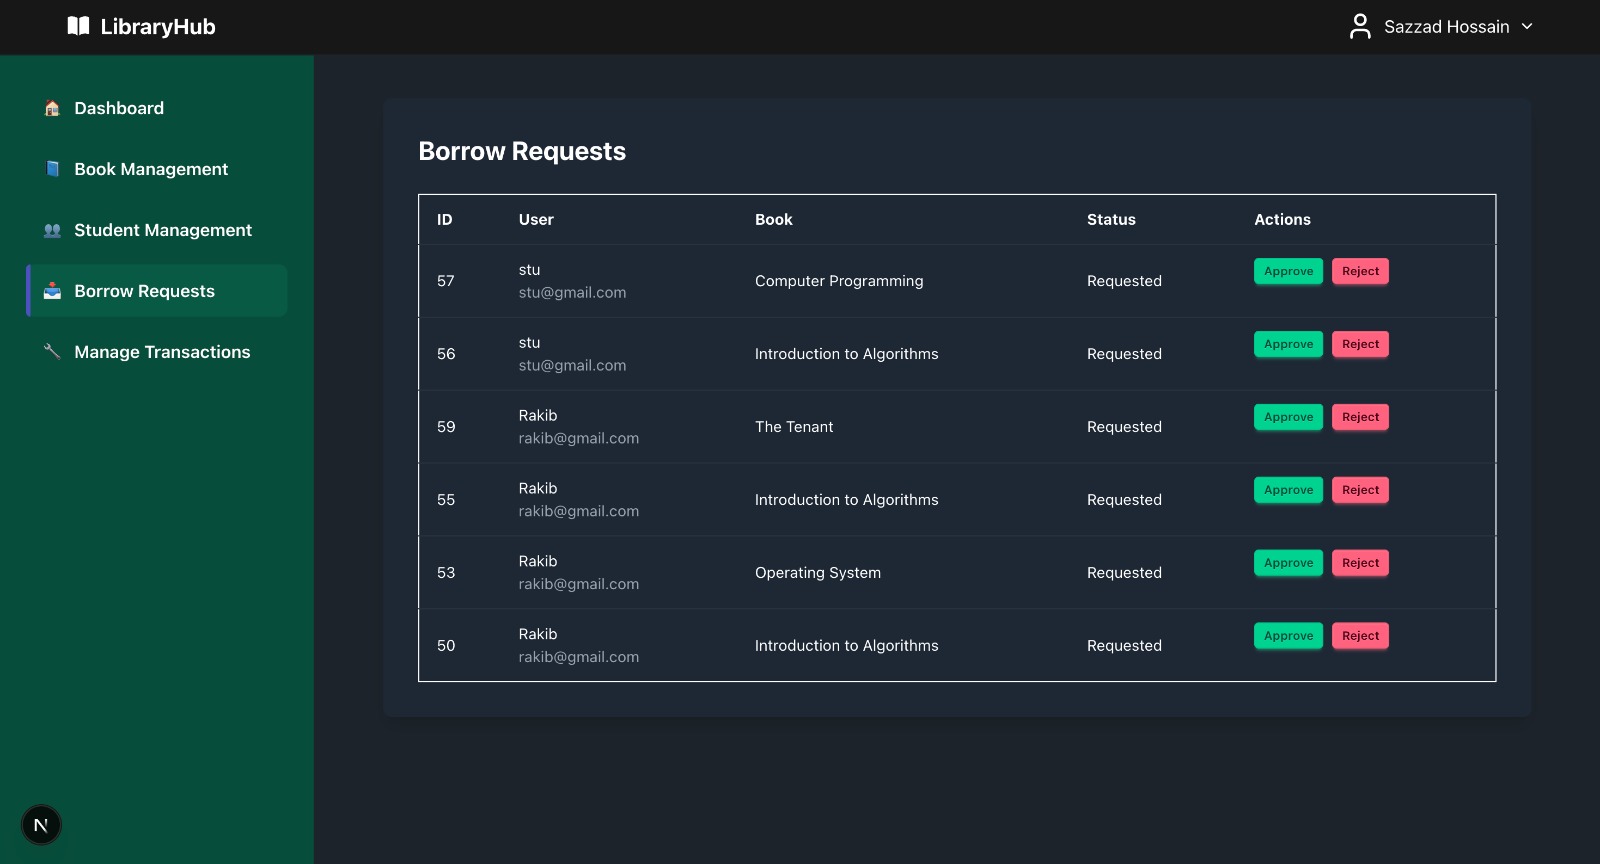 LibraryHub
Sazzad Hossain
Dashboard
Book Management
Student Management
Borrow Requests
Manage Transactions
Borrow Requests
ID User Book Status Actions
57 stu stu@gmail.com Computer Programming Requested Approve Reject
56 stu stu@gmail.com Introduction to Algorithms Requested Approve Reject
59 Rakib rakib@gmail.com The Tenant Requested Approve Reject
55 Rakib rakib@gmail.com Introduction to Algorithms Requested Approve Reject
53 Rakib rakib@gmail.com Operating System Requested Approve Reject
50 Rakib rakib@gmail.com Introduction to Algorithms Requested Approve Reject
N